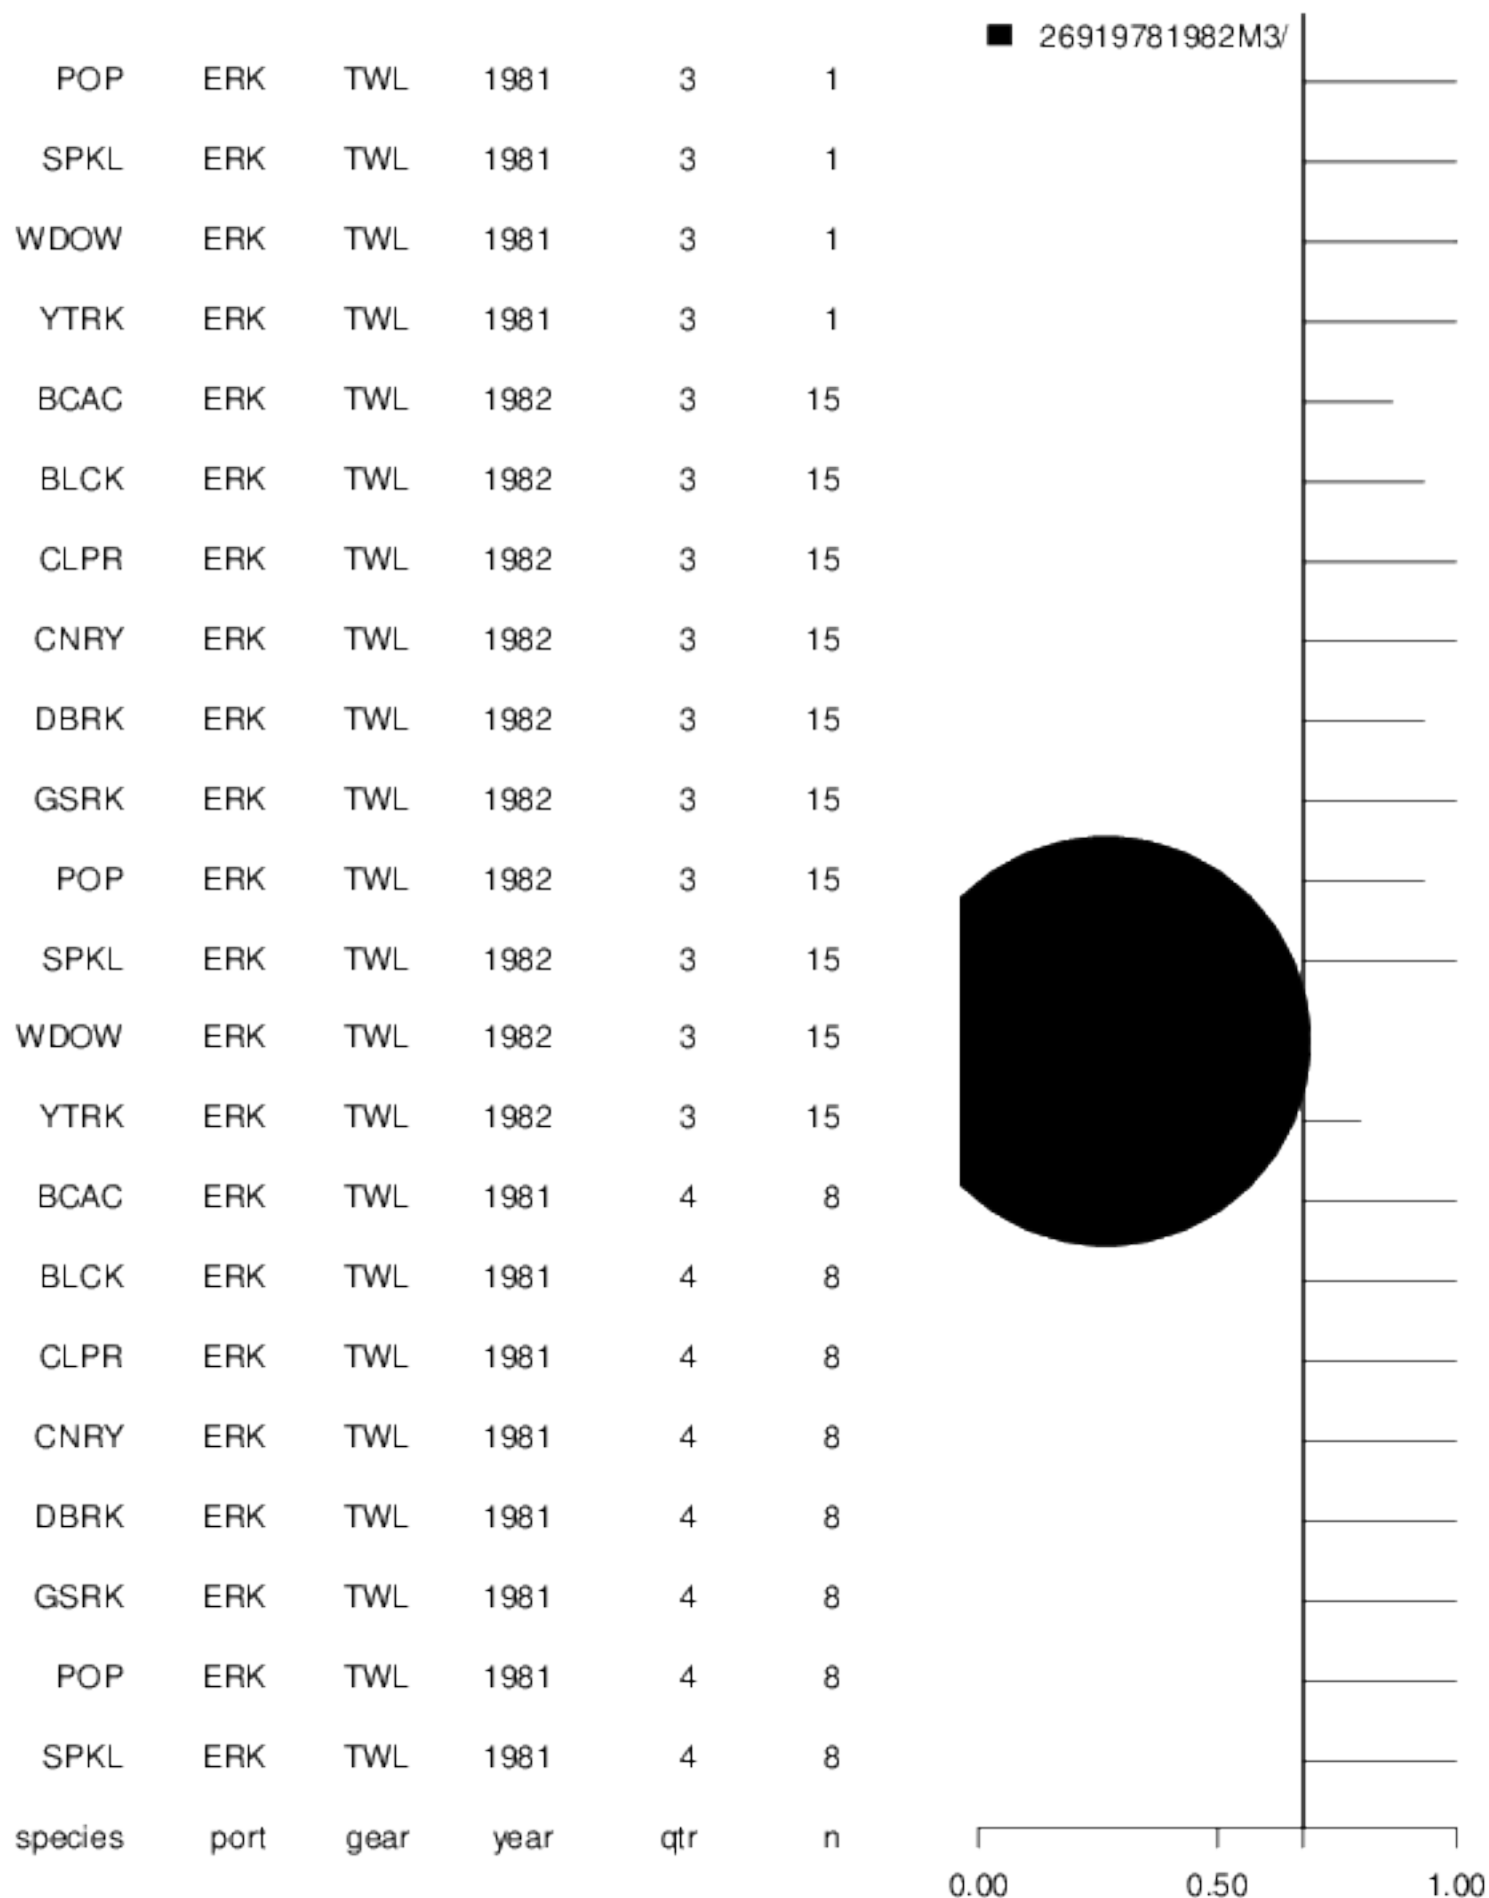 26919781982M3/
POP ERK TWL 1981 3 1
SPKL ERK TWL 1981 3 1
WDOW ERK TWL 1981 3 1
YTRK ERK TWL 1981 3 1
BCAC ERK TWL 1982 3 15
BLCK ERK TWL 1982 3 15
CLPR ERK TWL 1982 3 15
CNRY ERK TWL 1982 3 15
DBRK ERK TWL 1982 3 15
GSRK ERK TWL 1982 3 15
POP ERK TWL 1982 3 15
SPKL ERK TWL 1982 3 15
WDOW ERK TWL 1982 3 15
YTRK ERK TWL 1982 3 15
BCAC ERK TWL 1981 4 8
BLCK ERK TWL 1981 4 8
CLPR ERK TWL 1981 4 8
CNRY ERK TWL 1981 4 8
DBRK ERK TWL 1981 4 8
GSRK ERK TWL 1981 4 8
POP ERK TWL 1981 4 8
SPKL ERK TWL 1981 4 8
species port gear year qtr n
0.00 0.50 1.00